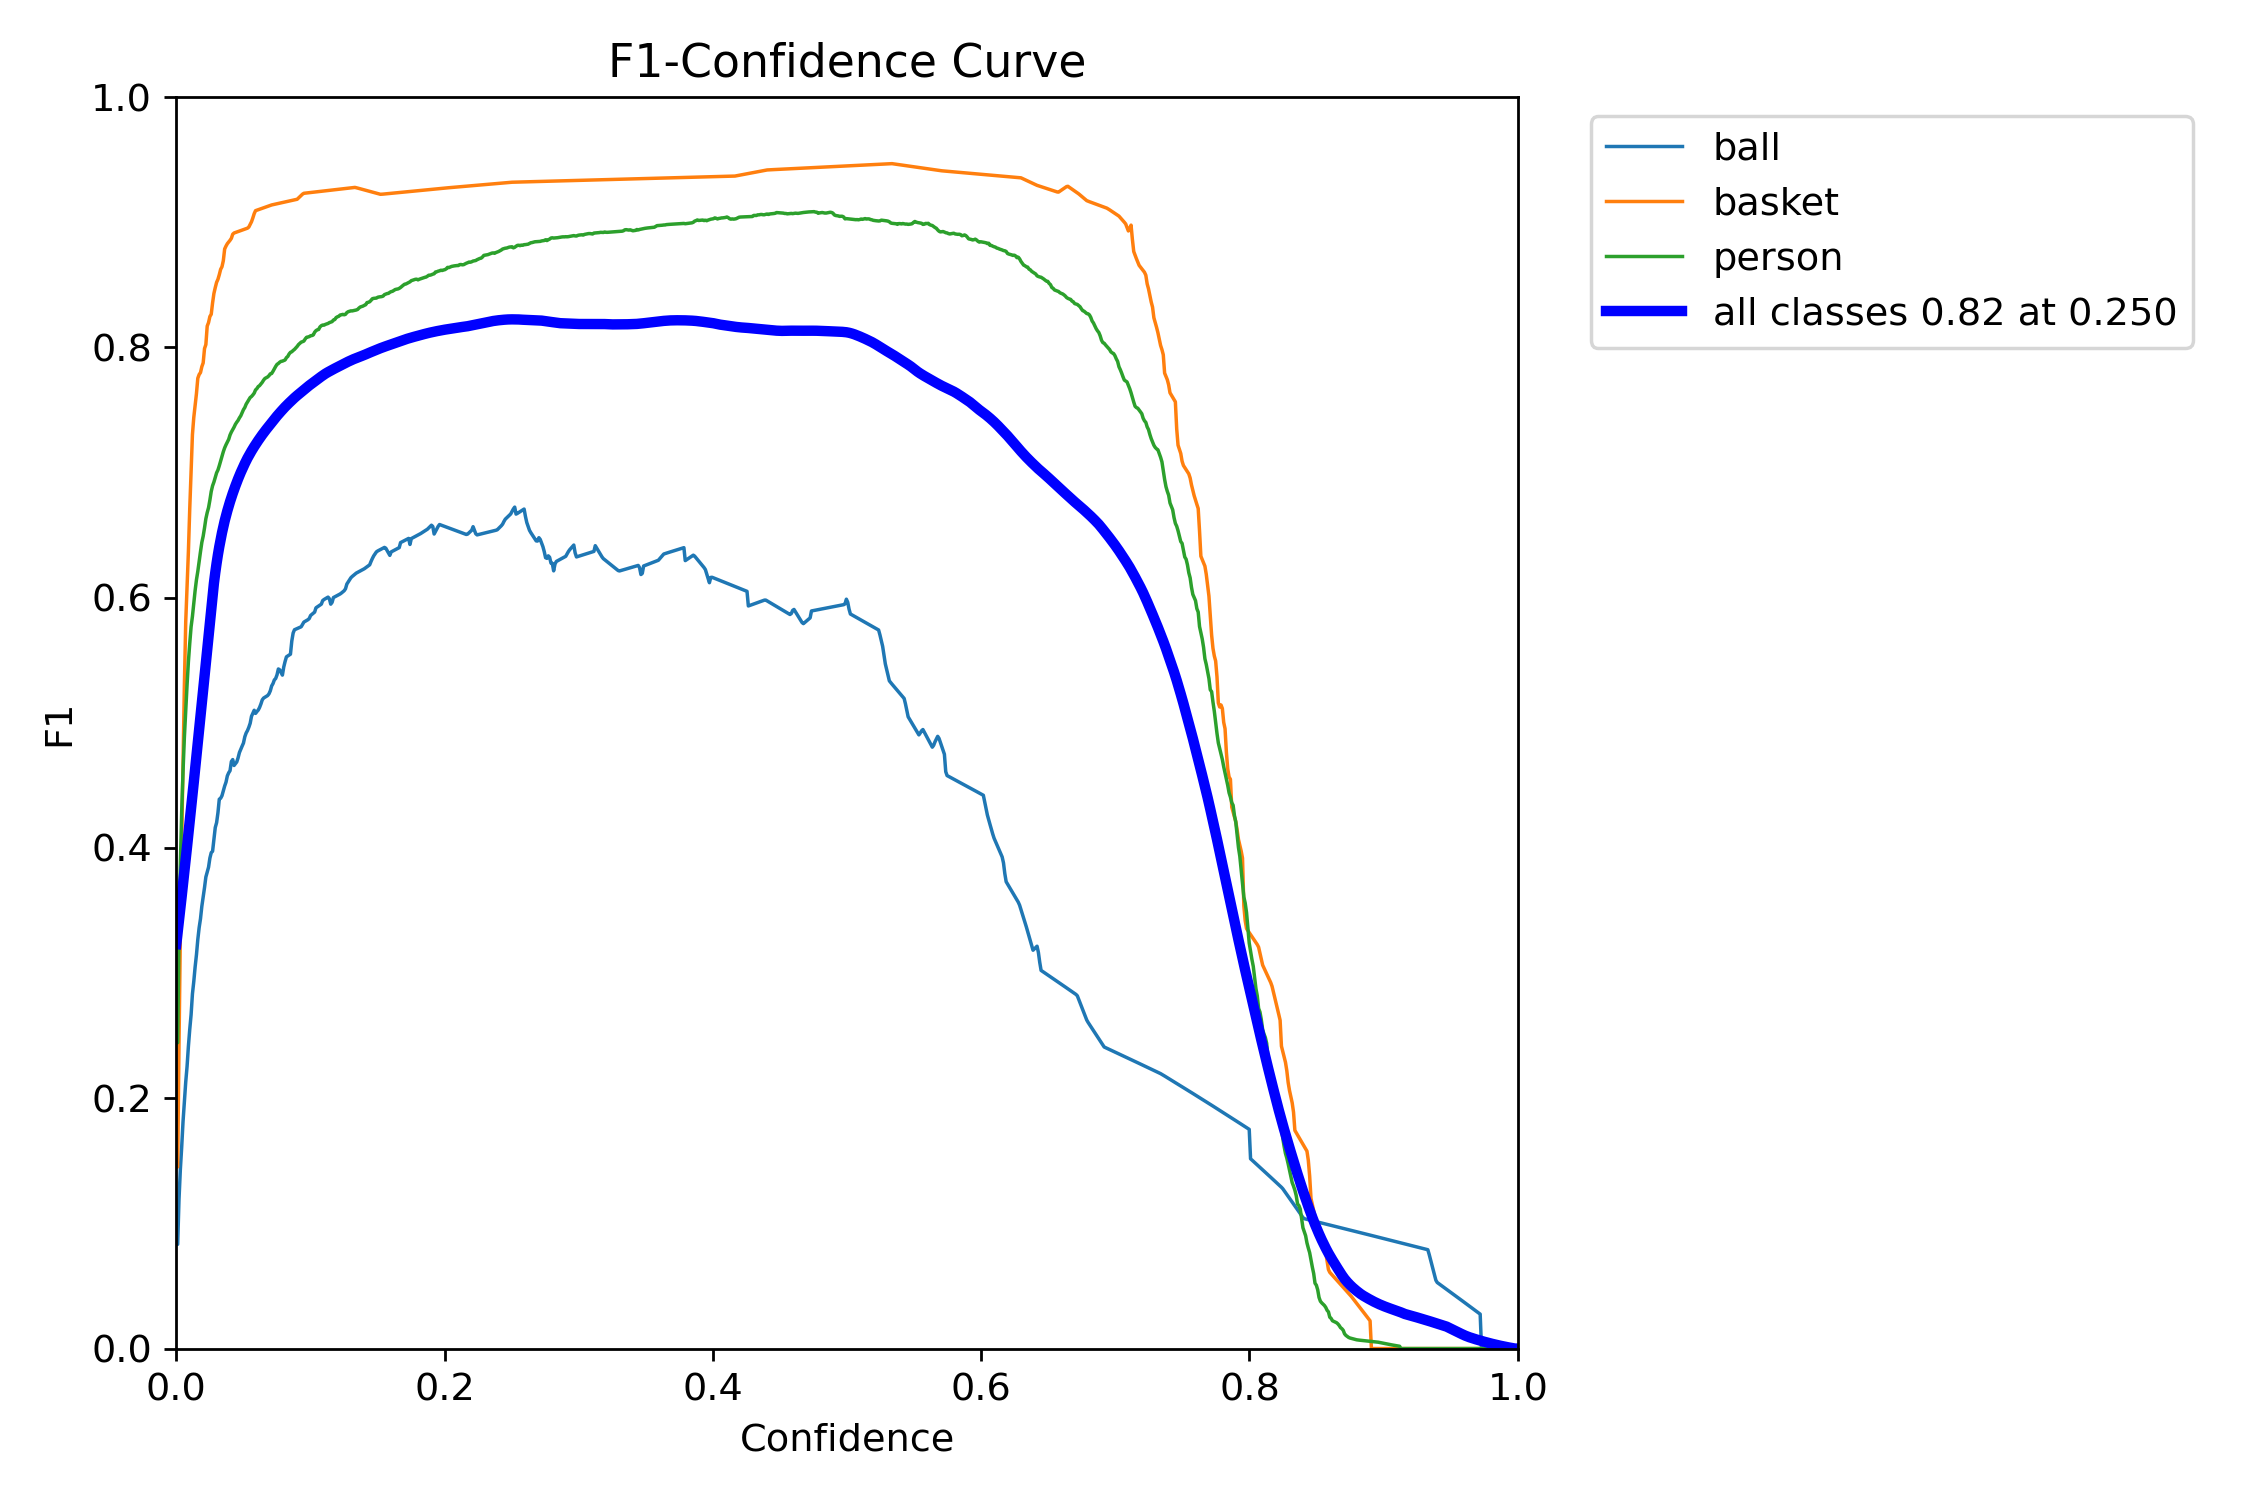 F1-Confidence Curve
1.0
0.8
0.6
0.4
0.2
0.0
F1
0.0 0.2 0.4 0.6 0.8 1.0
Confidence
ball
basket
person
all classes 0.82 at 0.250